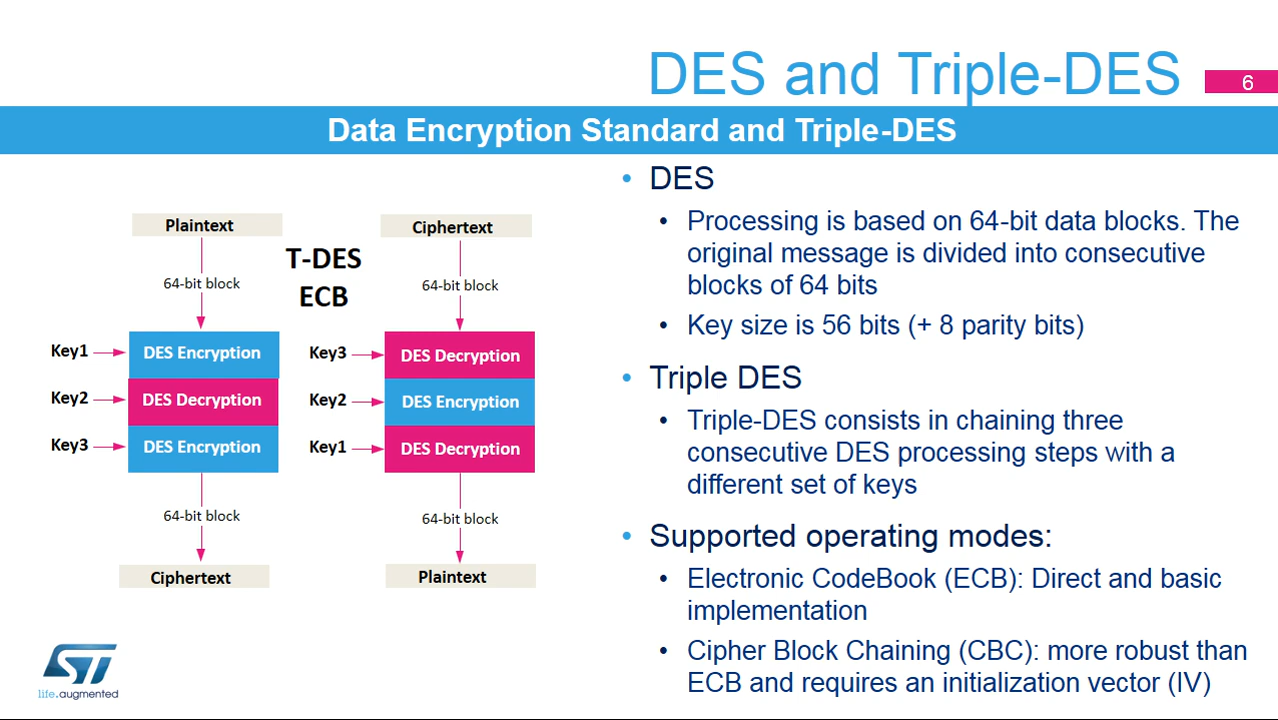 DES and Triple-DES
6
Data Encryption Standard and Triple-DES
Plaintext
64-bit block
Key1
DES Encryption
Key2
DES Decryption
Key3
DES Encryption
64-bit block
Ciphertext
T-DES
ECB
Ciphertext
64-bit block
Key3
DES Decryption
Key2
DES Encryption
Key1
DES Decryption
64-bit block
Plaintext
• DES
• Processing is based on 64-bit data blocks. The
original message is divided into consecutive
blocks of 64 bits
• Key size is 56 bits (+ 8 parity bits)
• Triple DES
• Triple-DES consists in chaining three
consecutive DES processing steps with a
different set of keys
• Supported operating modes:
• Electronic CodeBook (ECB): Direct and basic
implementation
• Cipher Block Chaining (CBC): more robust than
ECB and requires an initialization vector (IV)
ST
life.augmented